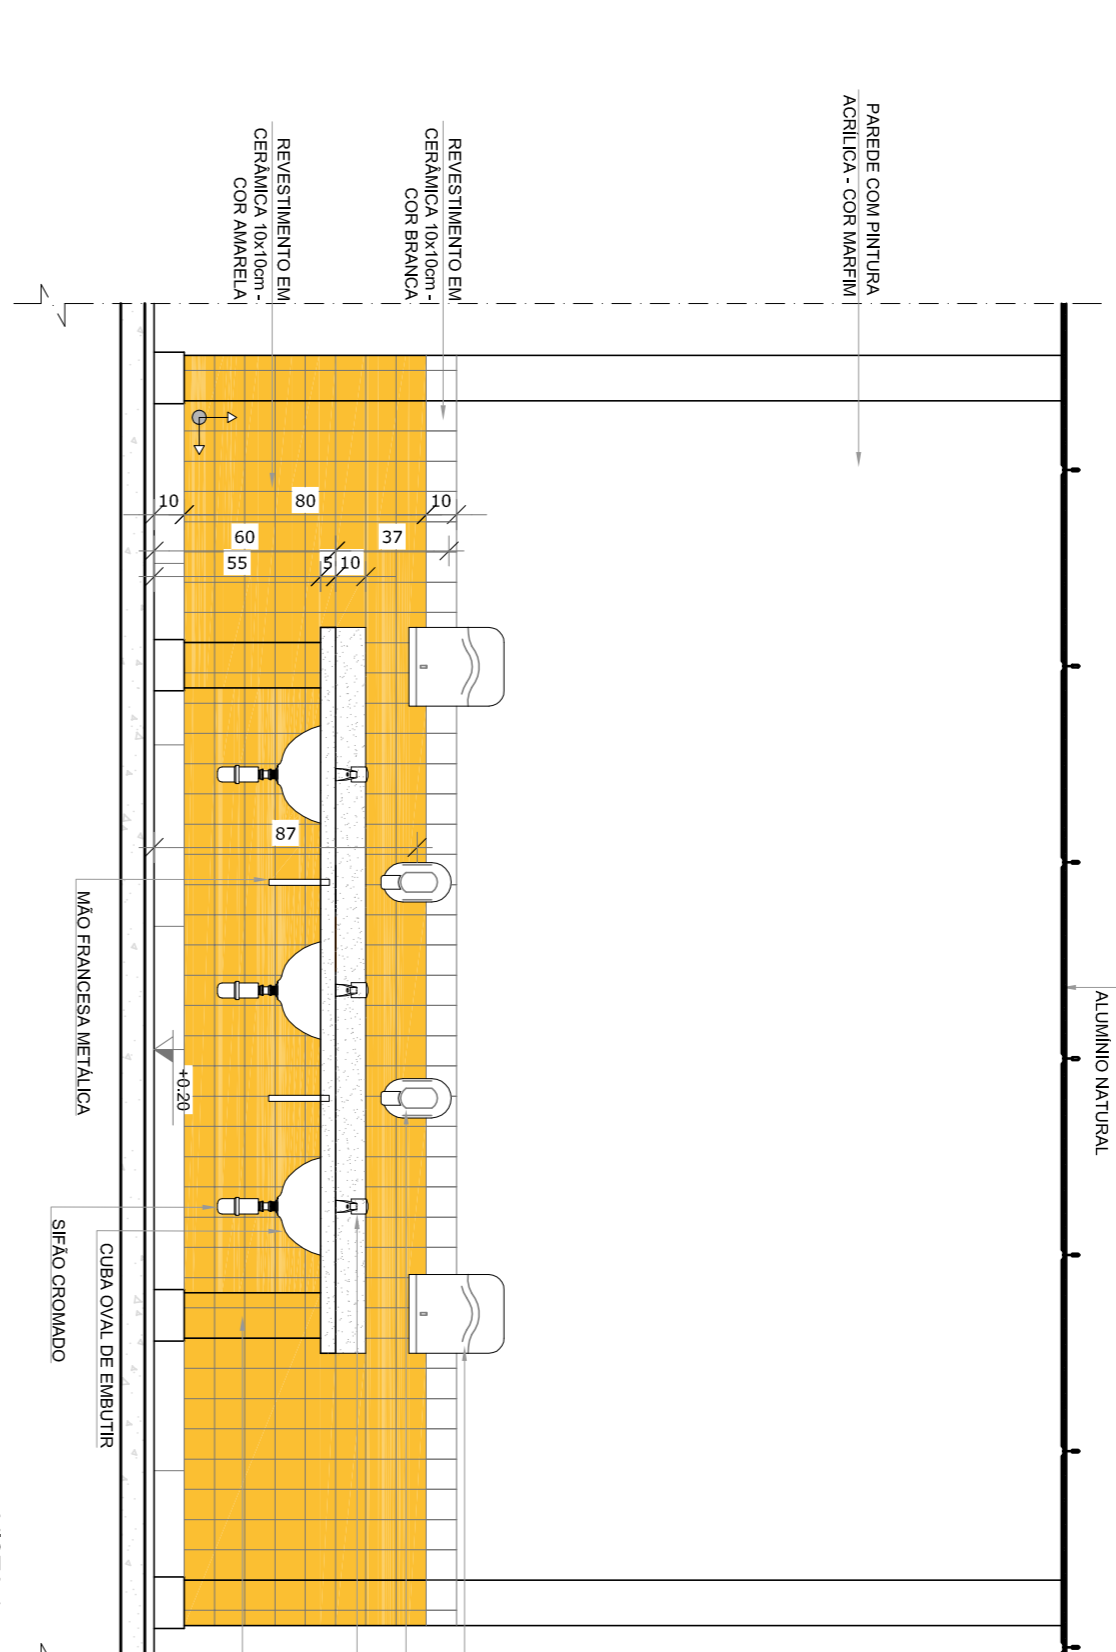 PAREDE COM PINTURA
ACRÍLICA - COR MARFIM
REVESTIMENTO EM
CERÂMICA 10x10cm -
COR BRANCA
REVESTIMENTO EM
CERÂMICA 10x10cm -
COR AMARELA
10
80
10
60
37
55
5
10
87
ALUMÍNIO NATURAL
+0.20
MÃO FRANCESA METÁLICA
CUBA OVAL DE EMBUTIR
SIFÃO CROMADO